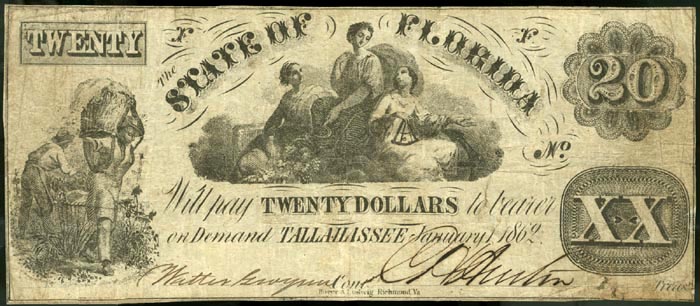 TWENTY
F F
The STATE OF FLORIDA
20
No
Will pay TWENTY DOLLARS to bearer
on Demand TALLAHASSEE January 1, 1862.
XX
Hoyer & Ludwig Richmond, Va